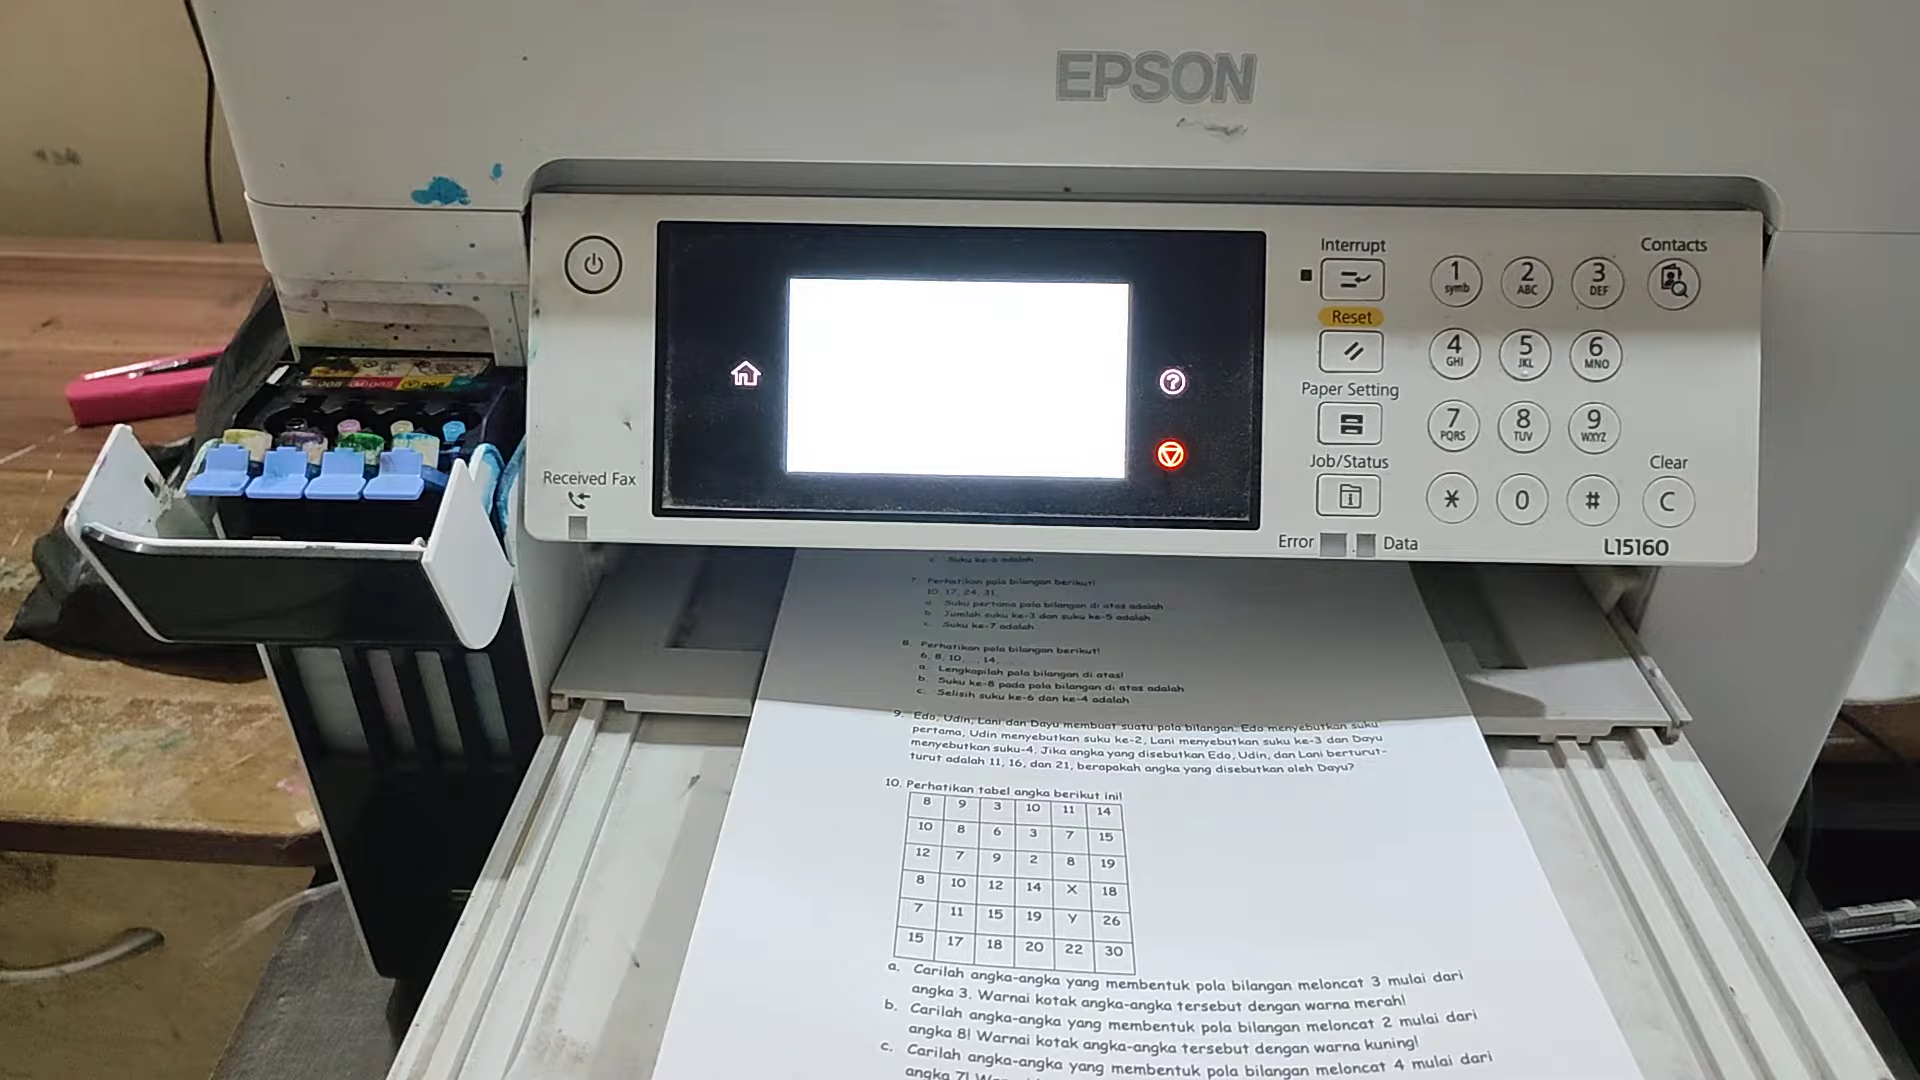 EPSON
Interrupt
Contacts
1
symb
2
ABC
3
DEF
Reset
4
GHI
5
JKL
6
MNO
Paper Setting
7
PQRS
8
TUV
9
WXYZ
Job/Status
Clear
*
0
#
C
Received Fax
Error
Data
L15160
c. Suku ke-6 adalah
7. Perhatikan pola bilangan berikut!
10, 17, 24, 31,
a. Suku pertama pola bilangan di atas adalah
b. Jumlah suku ke-3 dan suku ke-5 adalah
c. Suku ke-7 adalah
8. Perhatikan pola bilangan berikut!
6, 8, 10, ..., 14,
a. Lengkapilah pola bilangan di atas!
b. Suku ke-8 pada pola bilangan di atas adalah
c. Selisih suku ke-6 dan ke-4 adalah
9. Edo, Udin, Lani dan Dayu membuat suatu pola bilangan. Edo menyebutkan suku
pertama, Udin menyebutkan suku ke-2, Lani menyebutkan suku ke-3 dan Dayu
menyebutkan suku-4. Jika angka yang disebutkan Edo, Udin, dan Lani berturut-
turut adalah 11, 16, dan 21, berapakah angka yang disebutkan oleh Dayu?
10. Perhatikan tabel angka berikut ini!
8 9 3 10 11 14
10 8 6 3 7 15
12 7 9 2 8 19
8 10 12 14 X 18
7 11 15 19 Y 26
15 17 18 20 22 30
a. Carilah angka-angka yang membentuk pola bilangan meloncat 3 mulai dari
angka 3. Warnai kotak angka-angka tersebut dengan warna merah!
b. Carilah angka-angka yang membentuk pola bilangan meloncat 2 mulai dari
angka 8! Warnai kotak angka-angka tersebut dengan warna kuning!
c. Carilah angka-angka yang membentuk pola bilangan meloncat 4 mulai dari
angka 7!